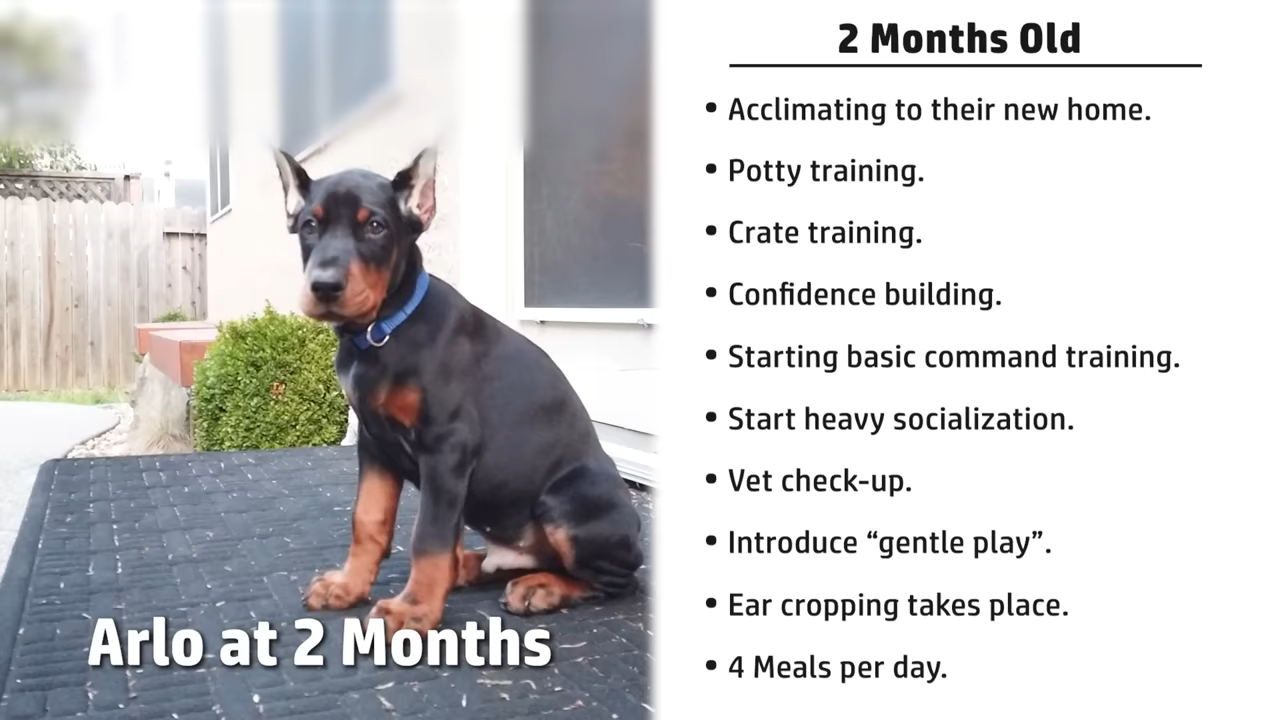 2 Months Old
• Acclimating to their new home.
• Potty training.
• Crate training.
• Confidence building.
• Starting basic command training.
• Start heavy socialization.
• Vet check-up.
• Introduce “gentle play”.
• Ear cropping takes place.
• 4 Meals per day.
Arlo at 2 Months